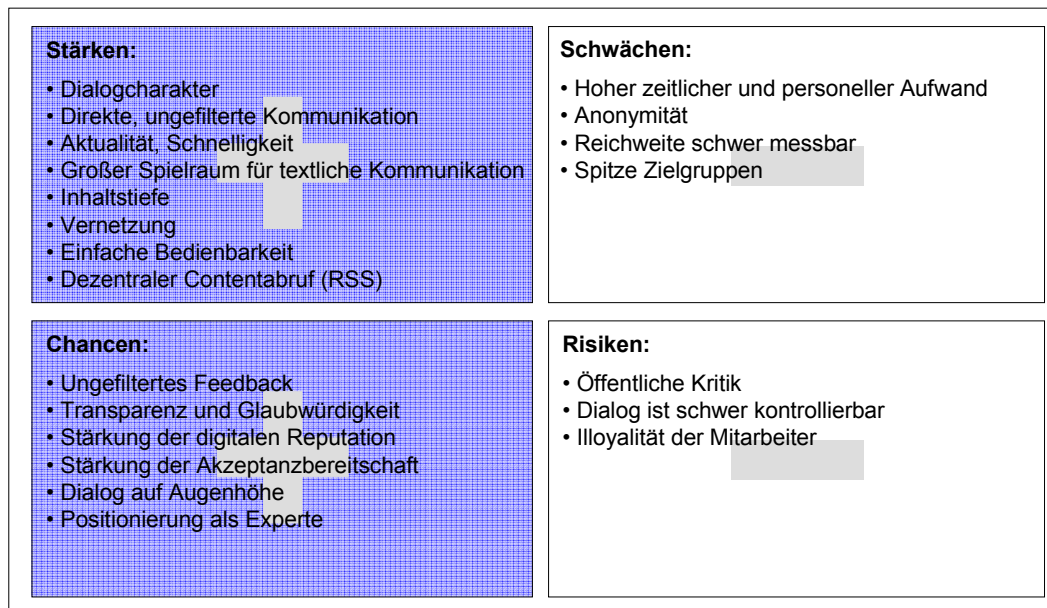 Stärken:
• Dialogcharakter
• Direkte, ungefilterte Kommunikation
• Aktualität, Schnelligkeit
• Großer Spielraum für textliche Kommunikation
• Inhaltstiefe
• Vernetzung
• Einfache Bedienbarkeit
• Dezentraler Contentabruf (RSS)
Schwächen:
• Hoher zeitlicher und personeller Aufwand
• Anonymität
• Reichweite schwer messbar
• Spitze Zielgruppen
Chancen:
• Ungefiltertes Feedback
• Transparenz und Glaubwürdigkeit
• Stärkung der digitalen Reputation
• Stärkung der Akzeptanzbereitschaft
• Dialog auf Augenhöhe
• Positionierung als Experte
Risiken:
• Öffentliche Kritik
• Dialog ist schwer kontrollierbar
• Illoyalität der Mitarbeiter